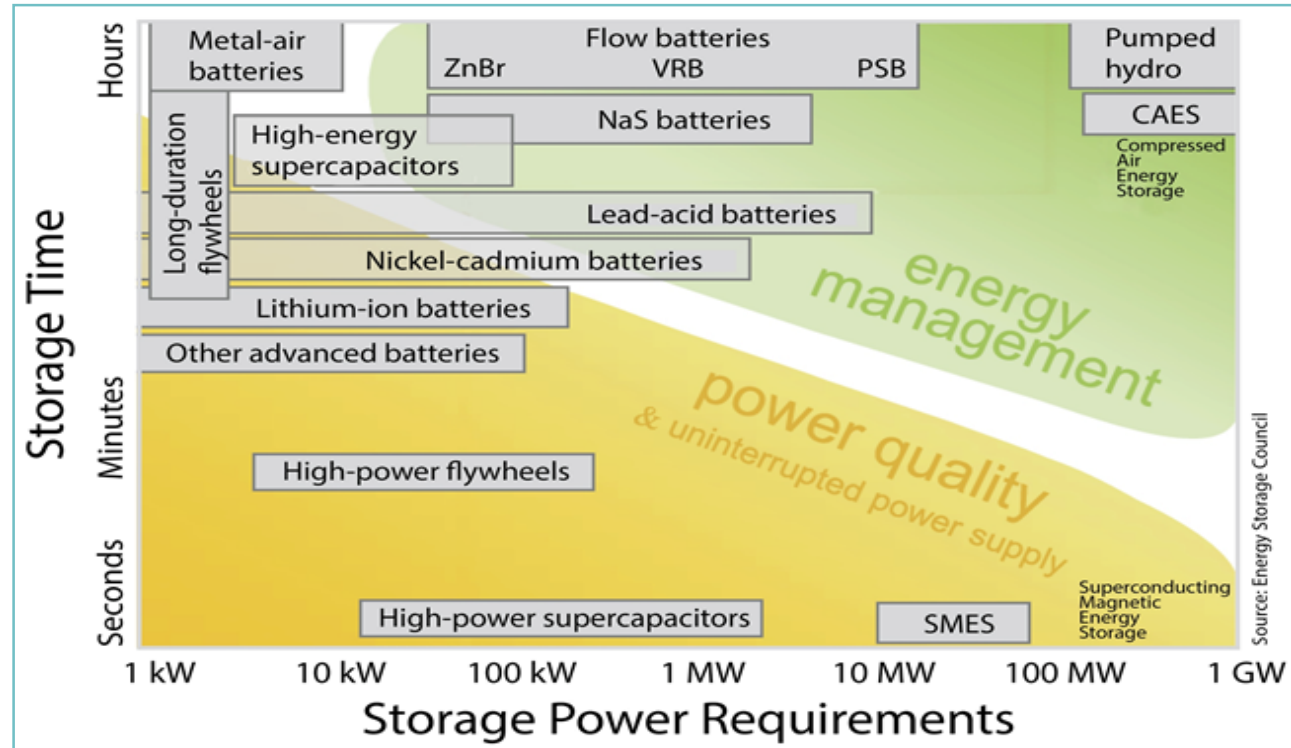 Storage Time
Hours
Minutes
Seconds
Metal-air
batteries
Flow batteries
ZnBr VRB PSB
Pumped
hydro
Long-duration
flywheels
High-energy
supercapacitors
NaS batteries
CAES
Compressed
Air
Energy
Storage
Lead-acid batteries
Nickel-cadmium batteries
Lithium-ion batteries
Other advanced batteries
energy
management
power quality
& uninterrupted power supply
High-power flywheels
High-power supercapacitors
SMES
Superconducting
Magnetic
Energy
Storage
Source: Energy Storage Council
1 kW 10 kW 100 kW 1 MW 10 MW 100 MW 1 GW
Storage Power Requirements